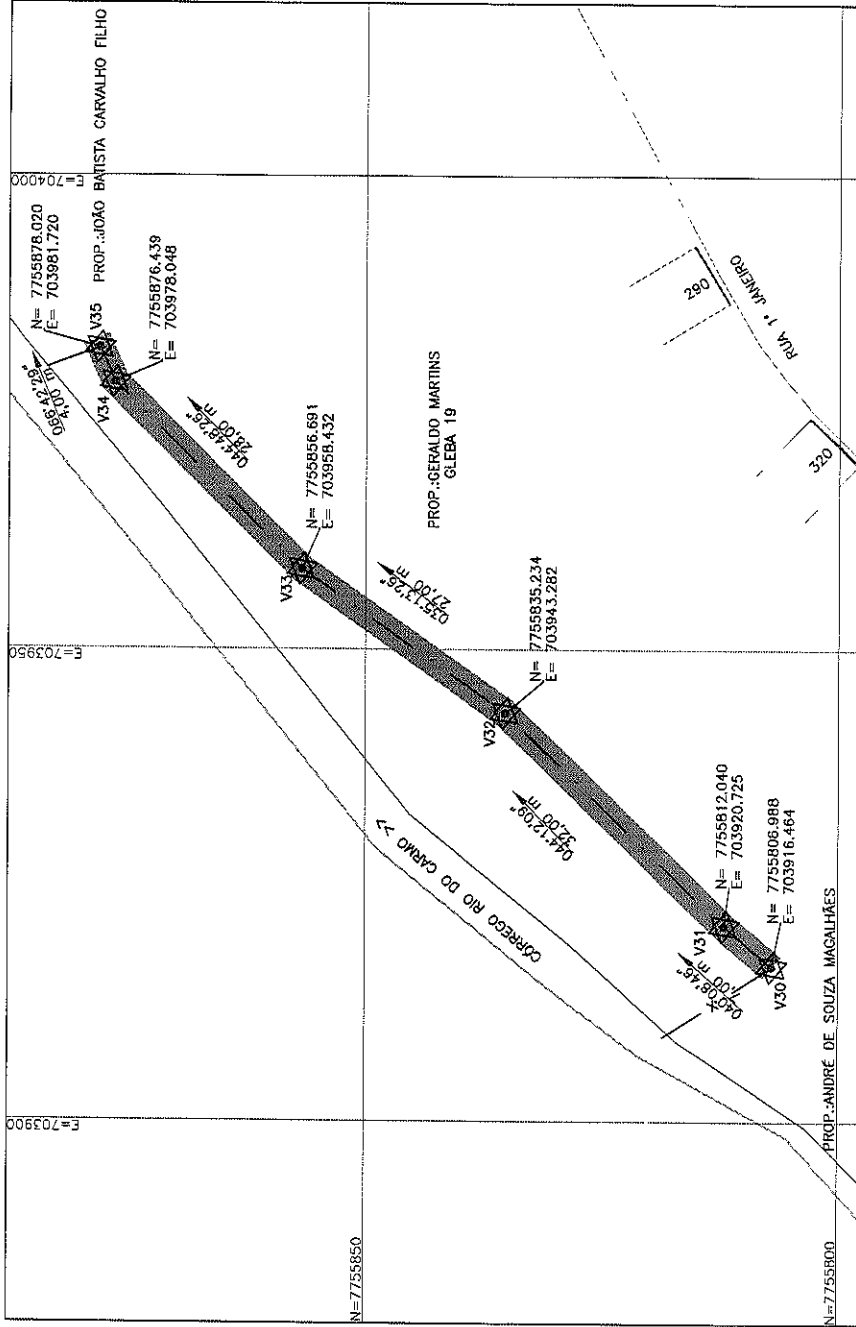 E=704000
PROP.:JOÃO BATISTA CARVALHO FILHO
N= 7755878.020
E= 703981.720
V35
066°42'29"
4,00 m
V34
N= 7755876.439
E= 703978.048
044°48'26"
28,00 m
V33
N= 7755856.691
E= 703958.432
PROP.:GERALDO MARTINS
GLEBA 19
290
RUA 1° JANEIRO
320
035°13'26"
27,00 m
E=703950
V32
N= 7755835.234
E= 703943.282
044°12'09"
32,00 m
CÓRREGO RIO DO CARMO >>
V31
N= 7755812.040
E= 703920.725
040°08'46"
7,00 m
V30
N= 7755806.988
E= 703916.464
E=703900
N=7755850
PROP.:ANDRÉ DE SOUZA MAGALHÃES
N=7755800